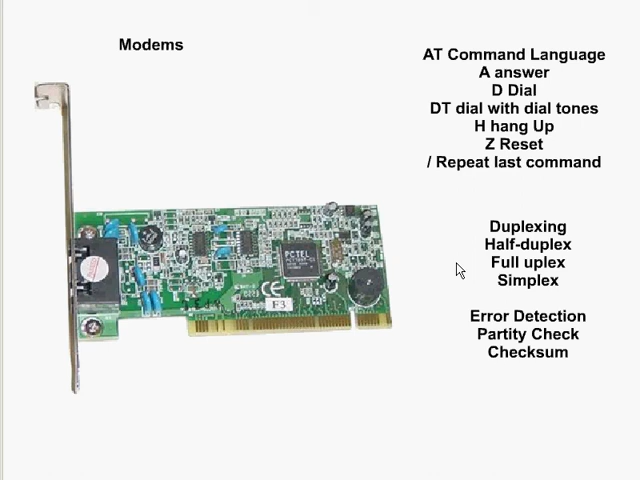 Modems
AT Command Language
A answer
D Dial
DT dial with dial tones
H hang Up
Z Reset
/ Repeat last command
Duplexing
Half-duplex
Full uplex
Simplex
Error Detection
Partity Check
Checksum
PCTEL
CE
F3